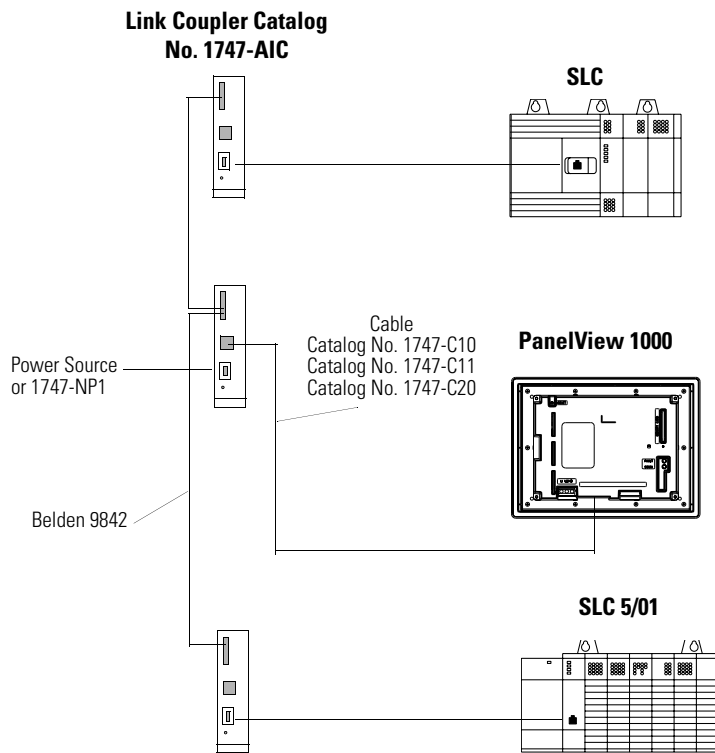 Link Coupler Catalog
No. 1747-AIC
SLC
Cable
Catalog No. 1747-C10
Catalog No. 1747-C11
Catalog No. 1747-C20
PanelView 1000
Power Source
or 1747-NP1
Belden 9842
SLC 5/01